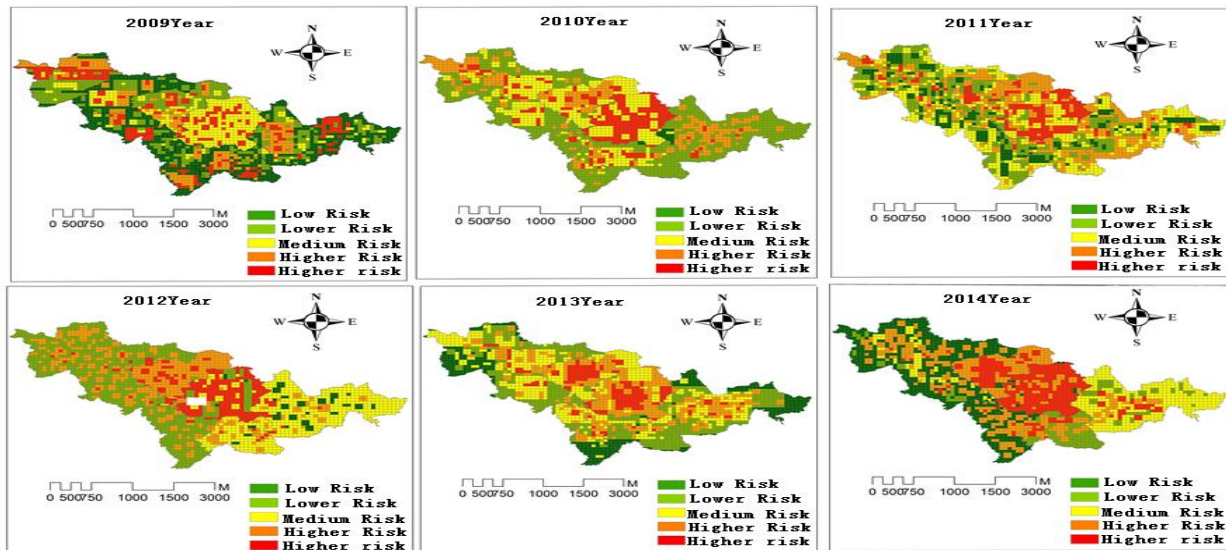 2009Year
N
W E
S
0 500750 1000 1500 3000 M
Low Risk
Lower Risk
Medium Risk
Higher Risk
Higher risk
2010Year
N
W E
S
0 500750 1000 1500 3000
Low Risk
Lower Risk
Medium Risk
Higher Risk
Higher risk
2011Year
N
W E
S
0 500750 1000 1500 3000
Low Risk
Lower Risk
Medium Risk
Higher Risk
Higher risk
2012Year
N
W E
S
0 500750 1000 1500 3000
Low Risk
Lower Risk
Medium Risk
Higher Risk
Higher risk
2013Year
N
W E
S
0 500750 1000 1500 3000
Low Risk
Lower Risk
Medium Risk
Higher Risk
Higher risk
2014Year
N
W E
S
0 500750 1000 1500 3000
Low Risk
Lower Risk
Medium Risk
Higher Risk
Higher risk